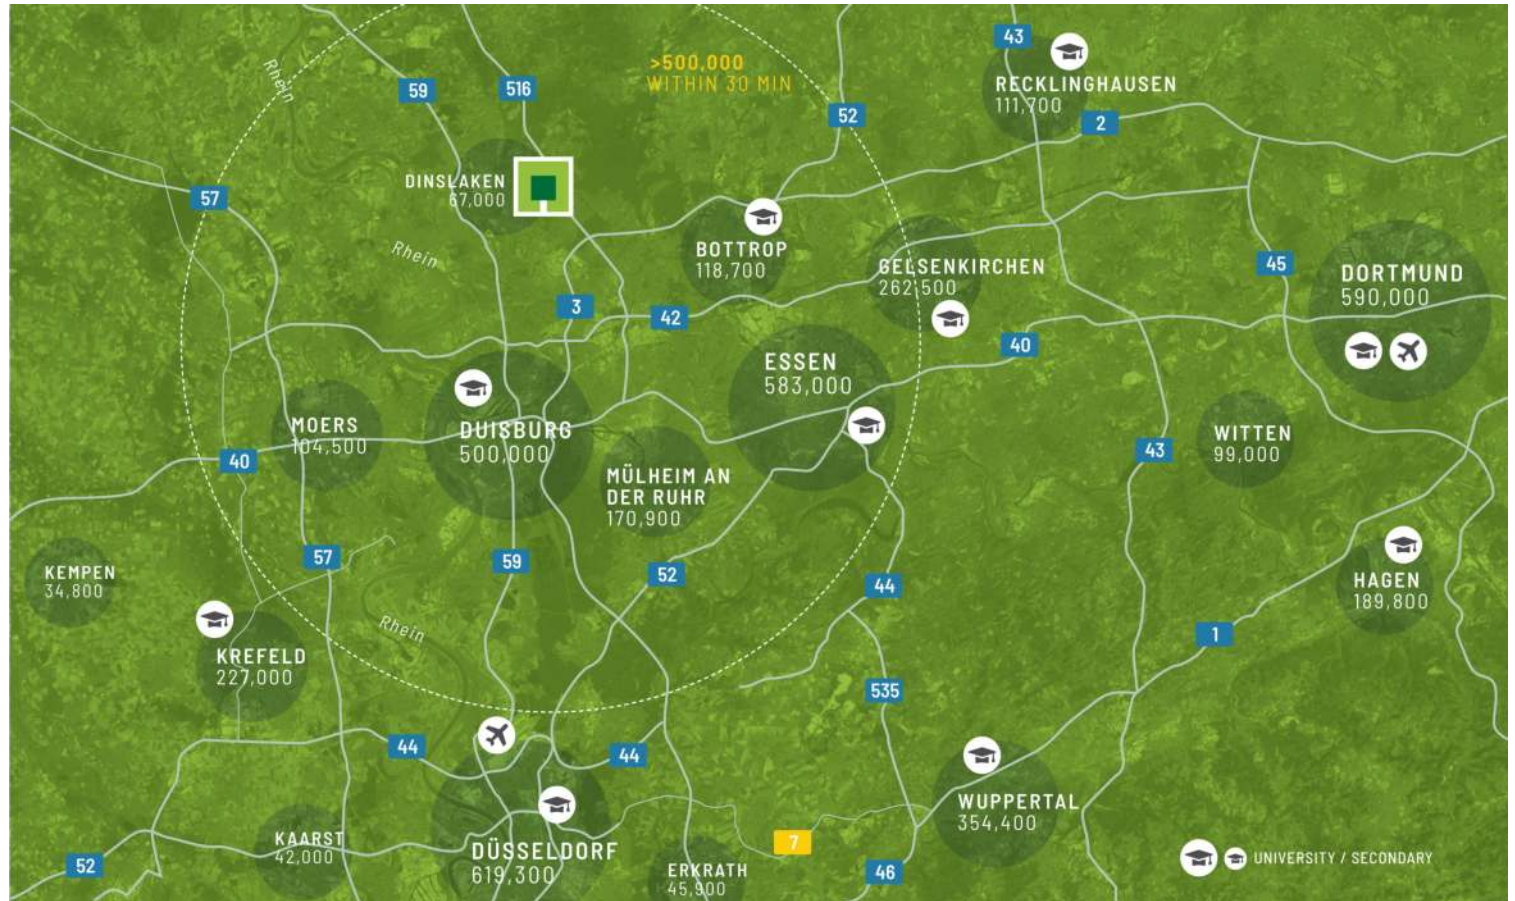 43
Rhein
59
516
>500,000
WITHIN 30 MIN
RECKLINGHAUSEN
111,700
52
2
57
DINSLAKEN
67,000
Rhein
BOTTROP
118,700
GELSENKIRCHEN
262,500
45
DORTMUND
590,000
3
42
40
ESSEN
583,000
MOERS
104,500
DUISBURG
500,000
WITTEN
99,000
40
43
MÜLHEIM AN
DER RUHR
170,900
57
59
52
44
KEMPEN
34,800
HAGEN
189,800
Rhein
1
KREFELD
227,000
535
44
44
WUPPERTAL
354,400
KAARST
42,000
DÜSSELDORF
619,300
7
52
ERKRATH
45,900
46
UNIVERSITY / SECONDARY